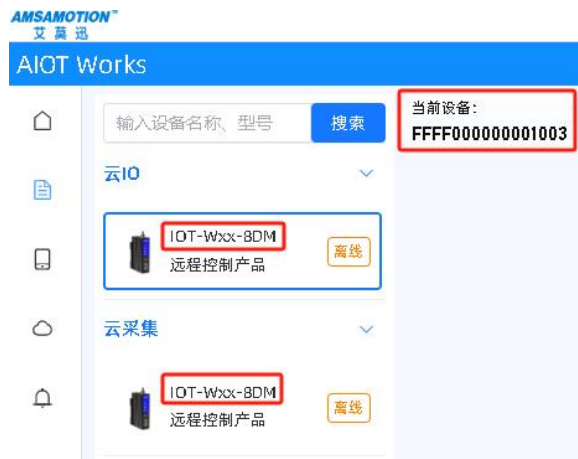 AMSAMOTION™
艾莫迅
AIOT Works
输入设备名称、型号
搜索
当前设备:
FFFF000000001003
云IO
IOT-Wxx-8DM
远程控制产品
离线
云采集
IOT-Wxx-8DM
远程控制产品
离线